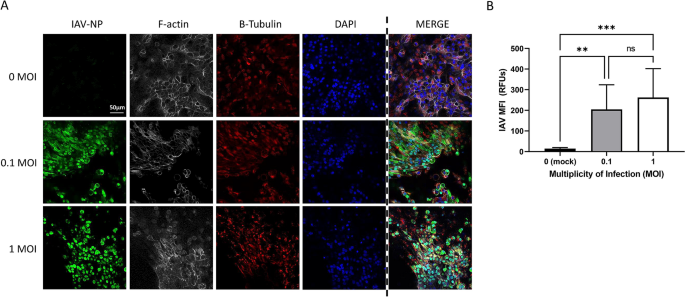 A
IAV-NP F-actin B-Tubulin DAPI MERGE
0 MOI
50μm
0.1 MOI
1 MOI
B
***
** ns
IAV MFI (RFUs)
500
400
300
200
100
0
0 (mock) 0.1 1
Multiplicity of Infection (MOI)